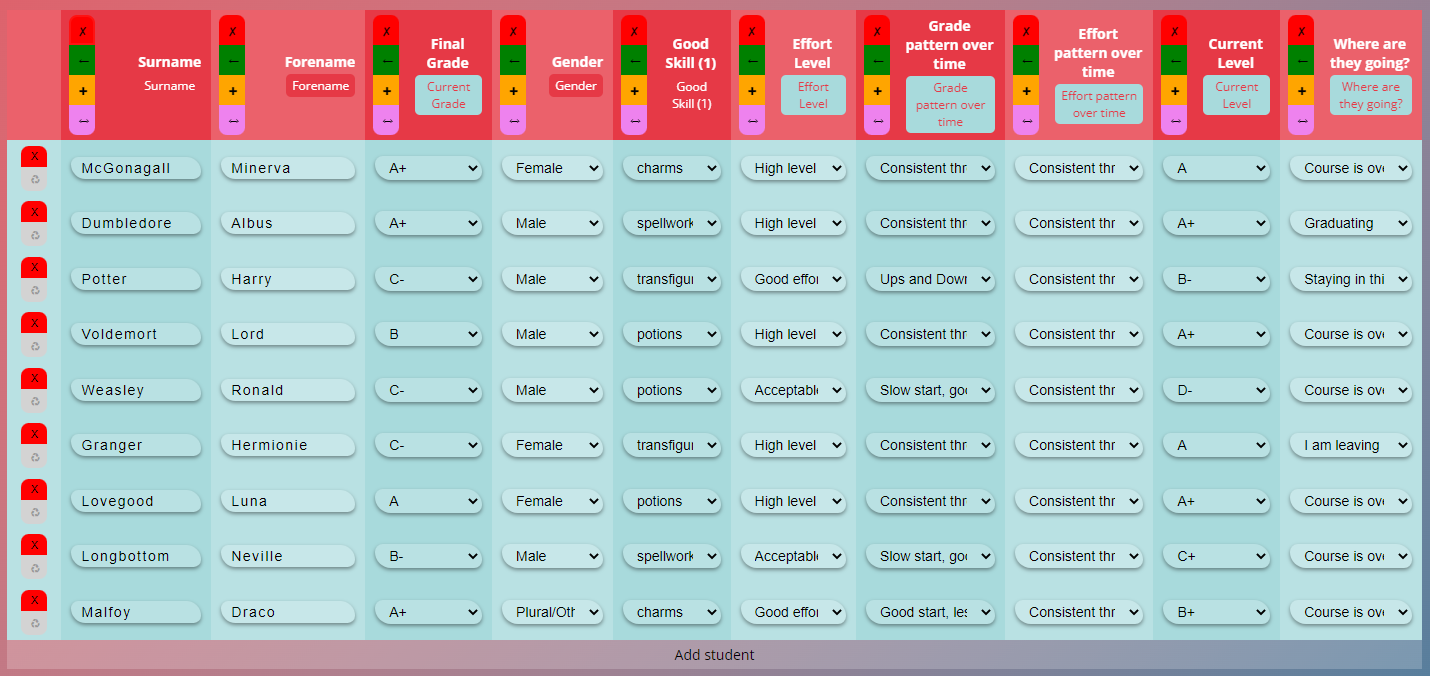 X X X X X X X X X X
← ← ← ← ← ← ← ← ← ←
+ + + + + + + + + +
↔ ↔ ↔ ↔ ↔ ↔ ↔ ↔ ↔ ↔
Surname
Surname
Forename
Forename
Final
Grade
Current
Grade
Gender
Gender
Good
Skill (1)
Good
Skill (1)
Effort
Level
Effort
Level
Grade
pattern over
time
Grade
pattern over
time
Effort
pattern over
time
Effort pattern
over time
Current
Level
Current
Level
Where are
they going?
Where are
they going?
X McGonagall Minerva A+ Female charms High level Consistent thr Consistent thr A Course is ove
X Dumbledore Albus A+ Male spellwork High level Consistent thr Consistent thr A+ Graduating
X Potter Harry C- Male transfigur Good effor Ups and Down Consistent thr B- Staying in thi
X Voldemort Lord B Male potions High level Consistent thr Consistent thr A+ Course is ove
X Weasley Ronald C- Male potions Acceptable Slow start, goo Consistent thr D- Course is ove
X Granger Hermionie C- Female transfigur High level Consistent thr Consistent thr A I am leaving
X Lovegood Luna A Female potions High level Consistent thr Consistent thr A+ Course is ove
X Longbottom Neville B- Male spellwork Acceptable Slow start, goo Consistent thr C+ Course is ove
X Malfoy Draco A+ Plural/Oth charms Good effor Good start, les Consistent thr B+ Course is ove
Add student